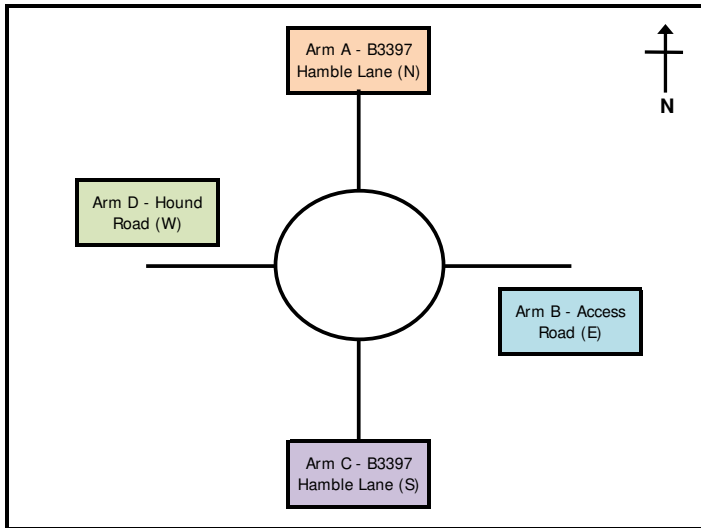 Arm A - B3397
Hamble Lane (N)
N
Arm D - Hound
Road (W)
Arm B - Access
Road (E)
Arm C - B3397
Hamble Lane (S)